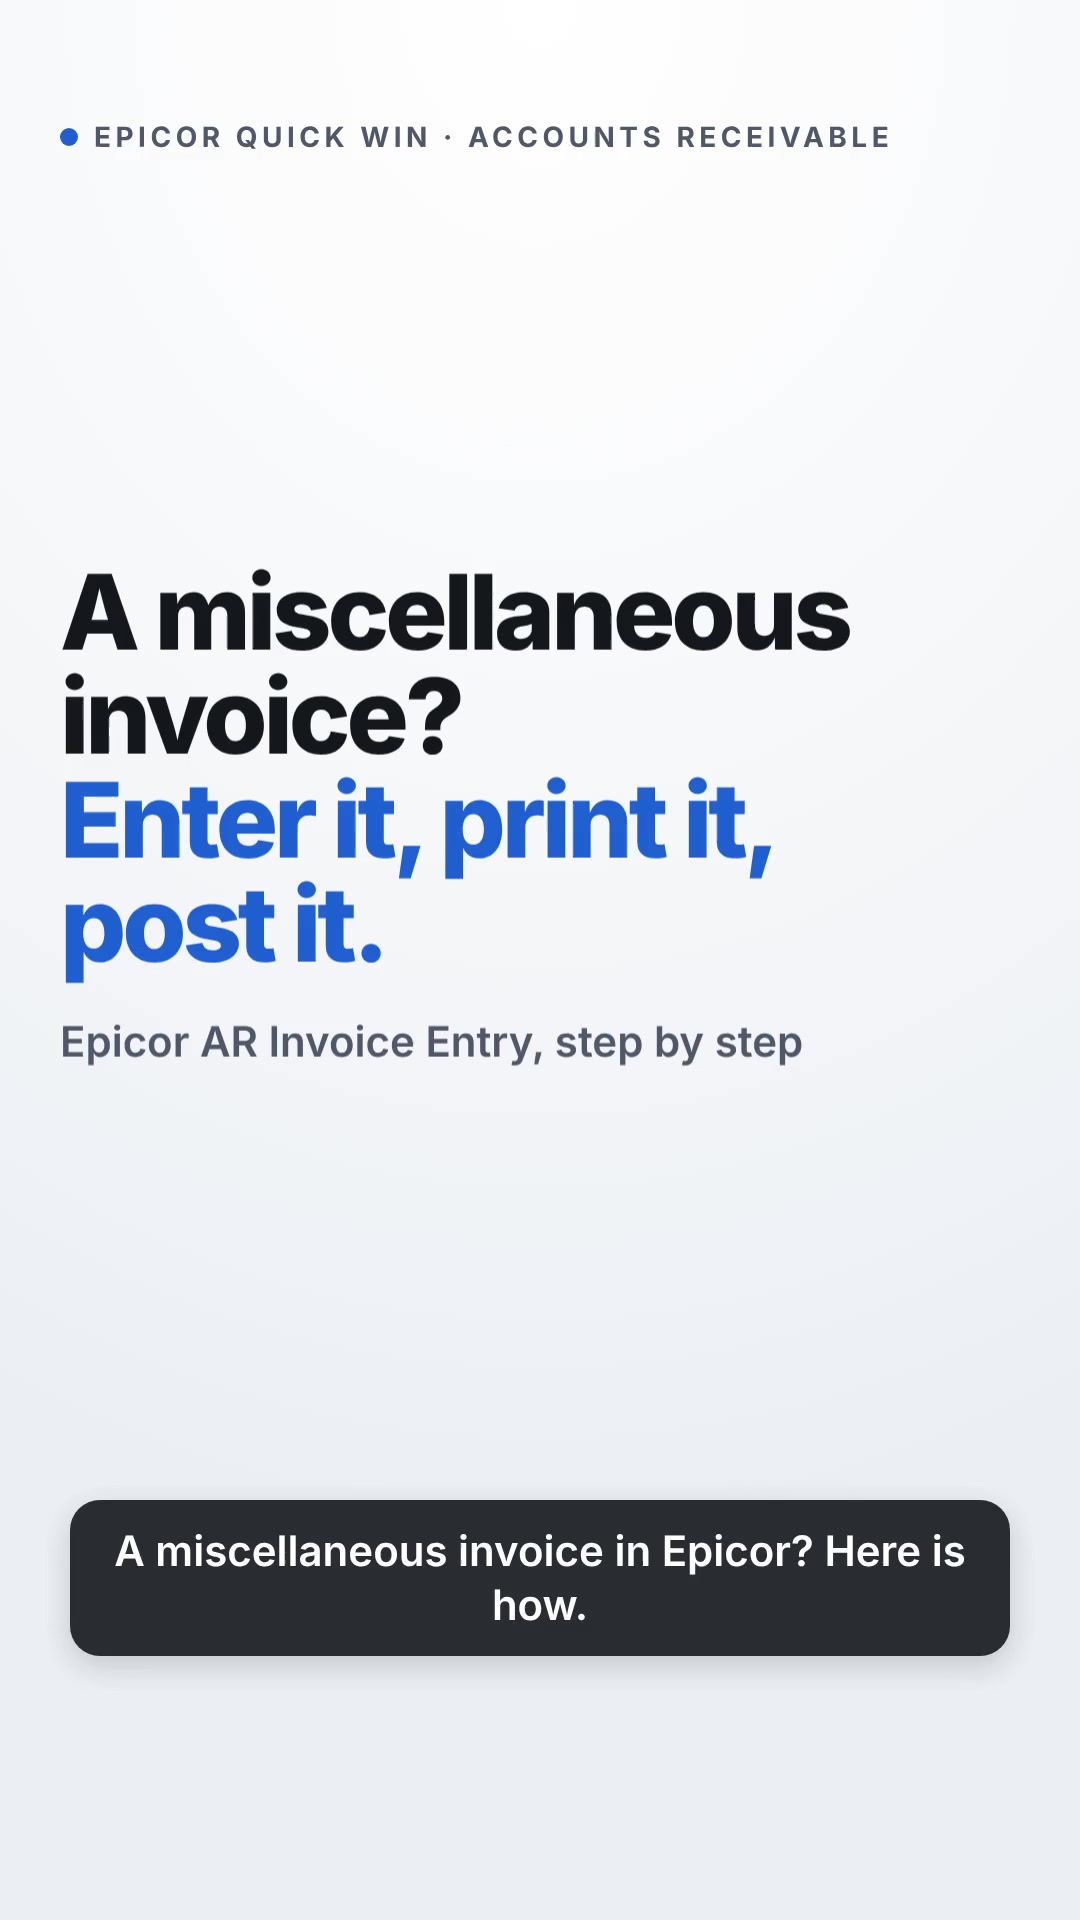 EPICOR QUICK WIN · ACCOUNTS RECEIVABLE
A miscellaneous
invoice?
Enter it, print it,
post it.
Epicor AR Invoice Entry, step by step
A miscellaneous invoice in Epicor? Here is
how.